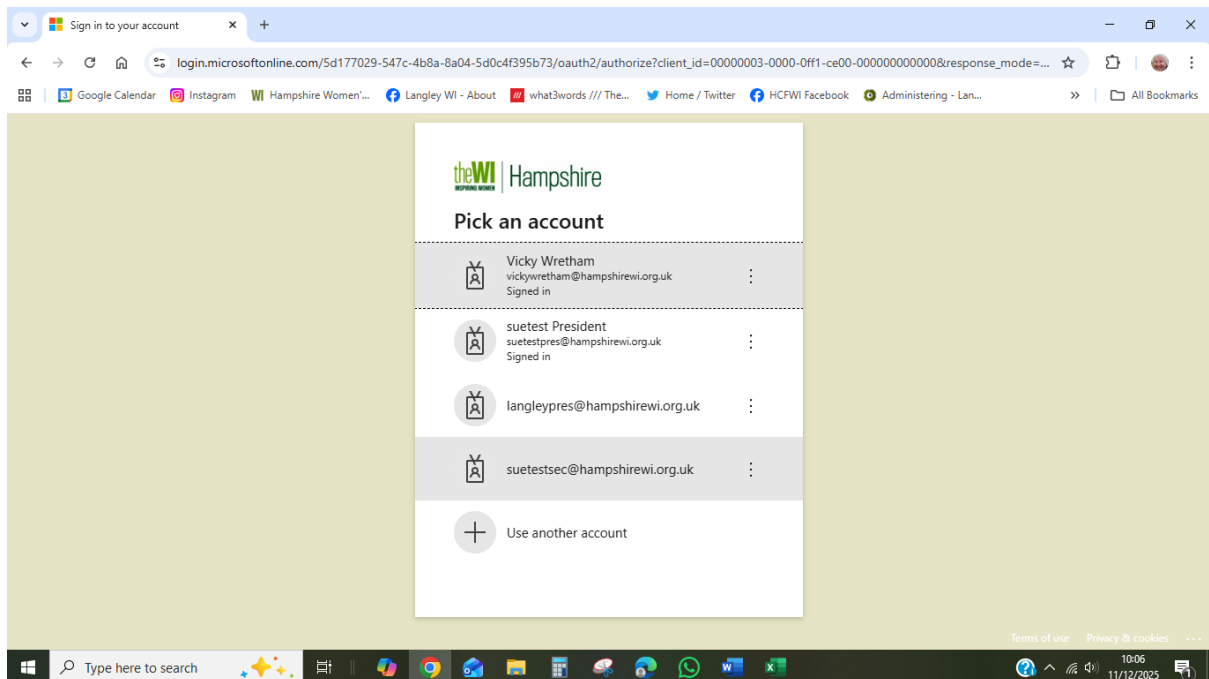 Sign in to your account
login.microsoftonline.com/5d177029-547c-4b8a-8a04-5d0c4f395b73/oauth2/authorize?client_id=00000003-0000-0ff1-ce00-000000000000&response_mode=...
3 Google Calendar Instagram WI Hampshire Women'... Langley WI - About /// what3words /// The... Home / Twitter HCFWI Facebook Administering - Lan... » All Bookmarks
theWI Hampshire
INSPIRING WOMEN
Pick an account
Vicky Wretham
vickywretham@hampshirewi.org.uk
Signed in
suetest President
suetestpres@hampshirewi.org.uk
Signed in
langleypres@hampshirewi.org.uk
suetestsec@hampshirewi.org.uk
Use another account
Terms of use Privacy & cookies ...
Type here to search
10:06
11/12/2025